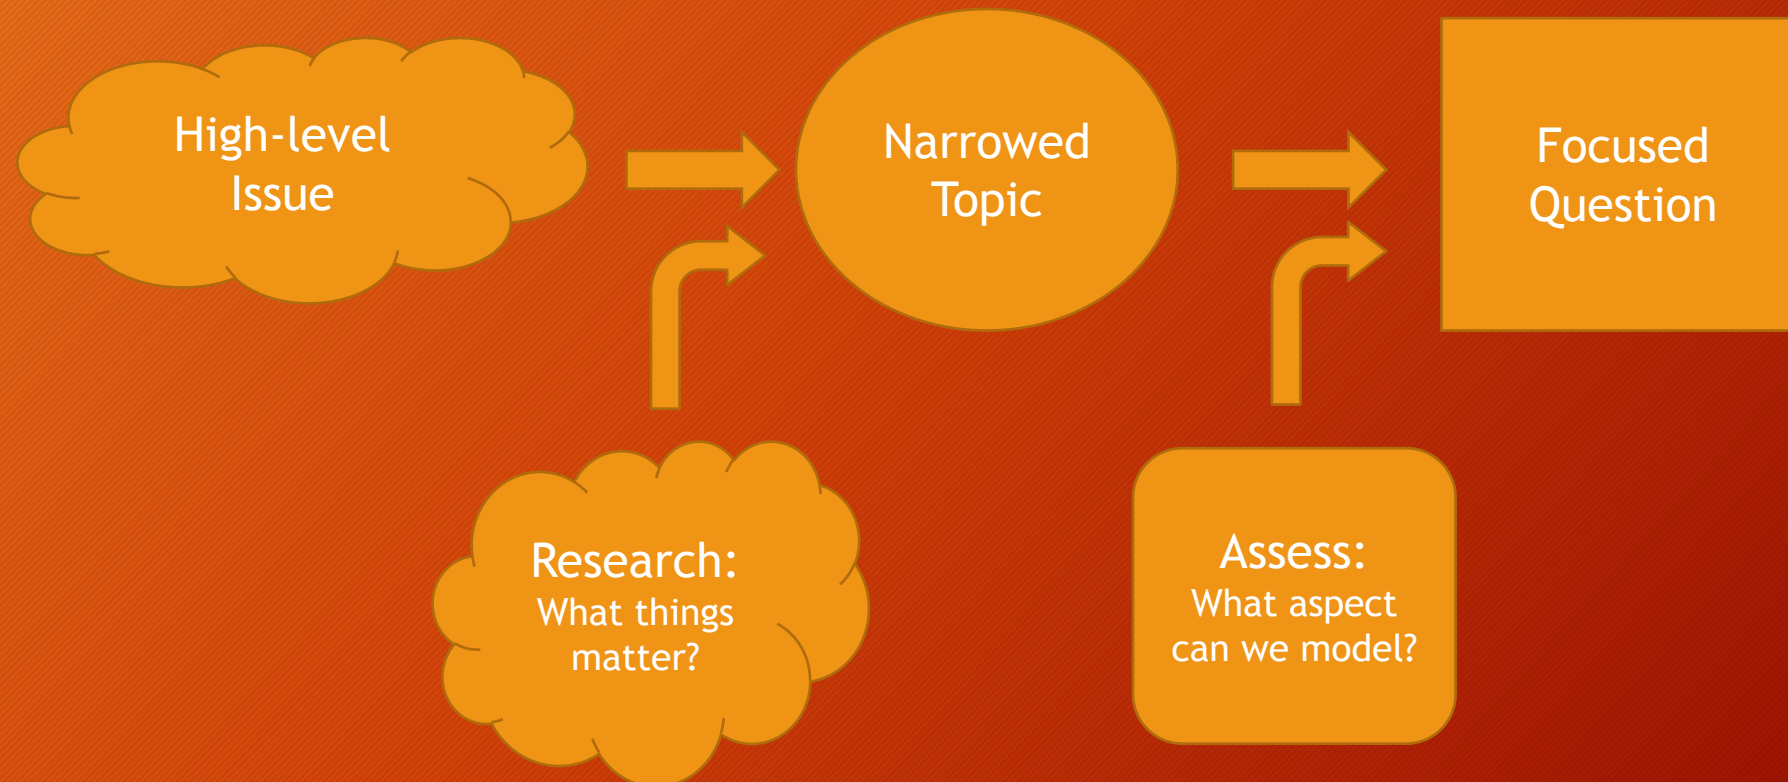 High-level
Issue
Narrowed
Topic
Focused
Question
Research:
What things
matter?
Assess:
What aspect
can we model?